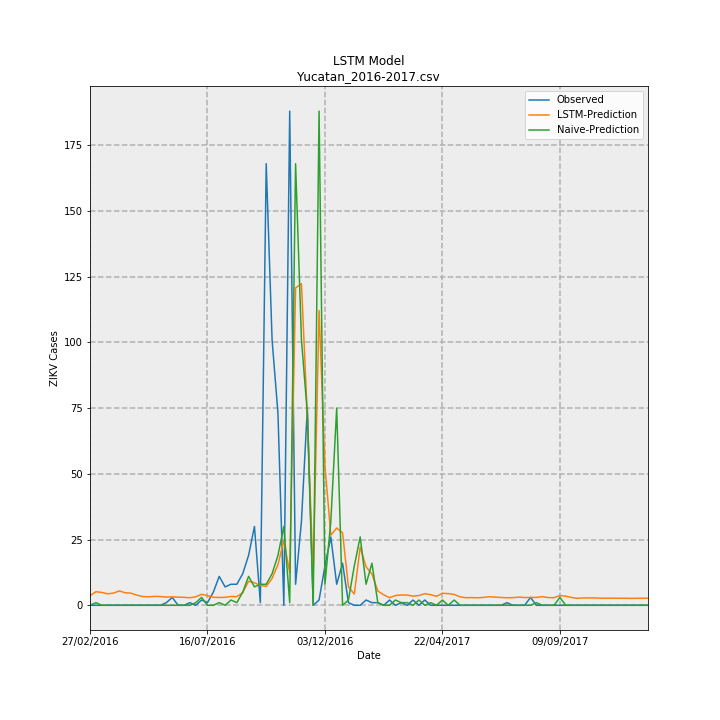 LSTM Model
Yucatan_2016-2017.csv
Observed
LSTM-Prediction
Naive-Prediction
ZIKV Cases
175
150
125
100
75
50
25
0
27/02/2016
16/07/2016
03/12/2016
22/04/2017
09/09/2017
Date